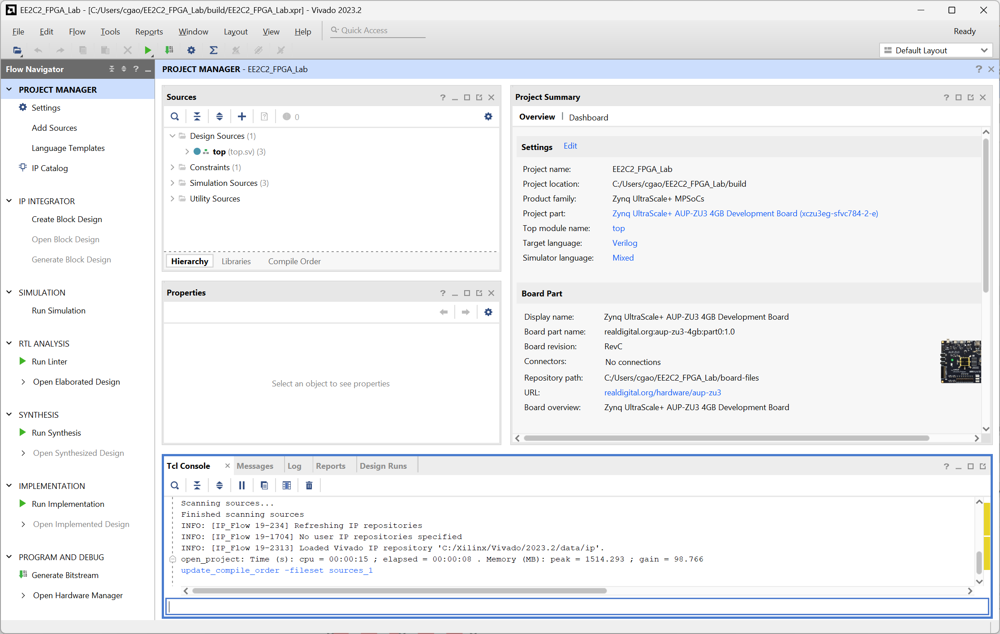 EE2C2_FPGA_Lab - [C:/Users/cgao/EE2C2_FPGA_Lab/build/EE2C2_FPGA_Lab.xpr] - Vivado 2023.2
File Edit Flow Tools Reports Window Layout View Help Quick Access Ready
Default Layout
Flow Navigator ?
PROJECT MANAGER
Settings
Add Sources
Language Templates
IP Catalog
IP INTEGRATOR
Create Block Design
Open Block Design
Generate Block Design
SIMULATION
Run Simulation
RTL ANALYSIS
Run Linter
Open Elaborated Design
SYNTHESIS
Run Synthesis
Open Synthesized Design
IMPLEMENTATION
Run Implementation
Open Implemented Design
PROGRAM AND DEBUG
Generate Bitstream
Open Hardware Manager
PROJECT MANAGER - EE2C2_FPGA_Lab ?
Sources ?
0
Design Sources (1)
top (top.sv) (3)
Constraints (1)
Simulation Sources (3)
Utility Sources
Hierarchy Libraries Compile Order
Properties ?
Select an object to see properties
Project Summary ?
Overview | Dashboard
Settings Edit
Project name: EE2C2_FPGA_Lab
Project location: C:/Users/cgao/EE2C2_FPGA_Lab/build
Product family: Zynq UltraScale+ MPSoCs
Project part: Zynq UltraScale+ AUP-ZU3 4GB Development Board (xczu3eg-sfvc784-2-e)
Top module name: top
Target language: Verilog
Simulator language: Mixed
Board Part
Display name: Zynq UltraScale+ AUP-ZU3 4GB Development Board
Board part name: realdigital.org:aup-zu3-4gb:part0:1.0
Board revision: RevC
Connectors: No connections
Repository path: C:/Users/cgao/EE2C2_FPGA_Lab/board-files
URL: realdigital.org/hardware/aup-zu3
Board overview: Zynq UltraScale+ AUP-ZU3 4GB Development Board
AUP-ZU3
Tcl Console Messages Log Reports Design Runs ?
Scanning sources...
Finished scanning sources
INFO: [IP_Flow 19-234] Refreshing IP repositories
INFO: [IP_Flow 19-1704] No user IP repositories specified
INFO: [IP_Flow 19-2313] Loaded Vivado IP repository 'C:/Xilinx/Vivado/2023.2/data/ip'.
open_project: Time (s): cpu = 00:00:15 ; elapsed = 00:00:08 . Memory (MB): peak = 1514.293 ; gain = 98.766
update_compile_order -fileset sources_1